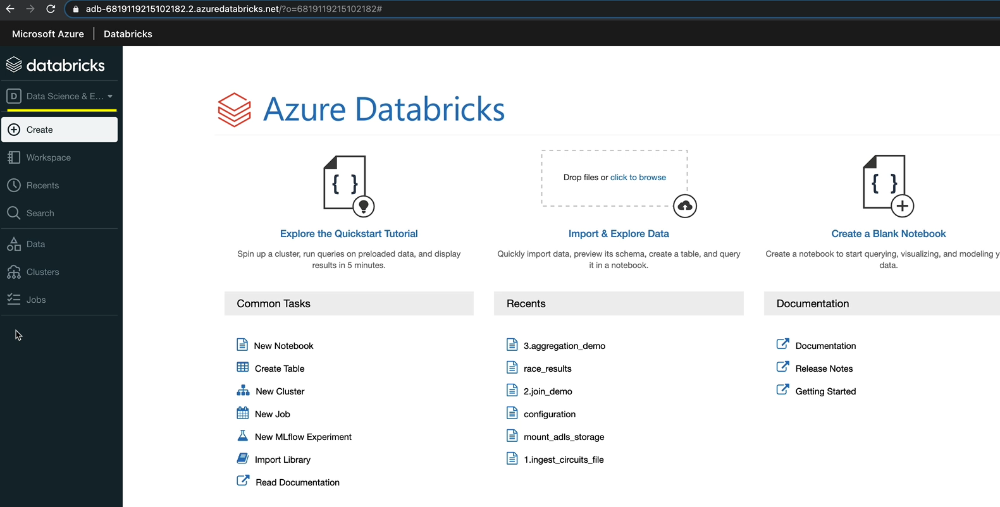 adb-6819119215102182.2.azuredatabricks.net/?o=6819119215102182#
Microsoft Azure | Databricks
databricks
D Data Science & E...
Create
Workspace
Recents
Search
Data
Clusters
Jobs
Azure Databricks
{ }
Explore the Quickstart Tutorial
Spin up a cluster, run queries on preloaded data, and display
results in 5 minutes.
Drop files or click to browse
Import & Explore Data
Quickly import data, preview its schema, create a table, and query
it in a notebook.
{ }
Create a Blank Notebook
Create a notebook to start querying, visualizing, and modeling y
data.
Common Tasks
New Notebook
Create Table
New Cluster
New Job
New MLflow Experiment
Import Library
Read Documentation
Recents
3.aggregation_demo
race_results
2.join_demo
configuration
mount_adls_storage
1.ingest_circuits_file
Documentation
Documentation
Release Notes
Getting Started